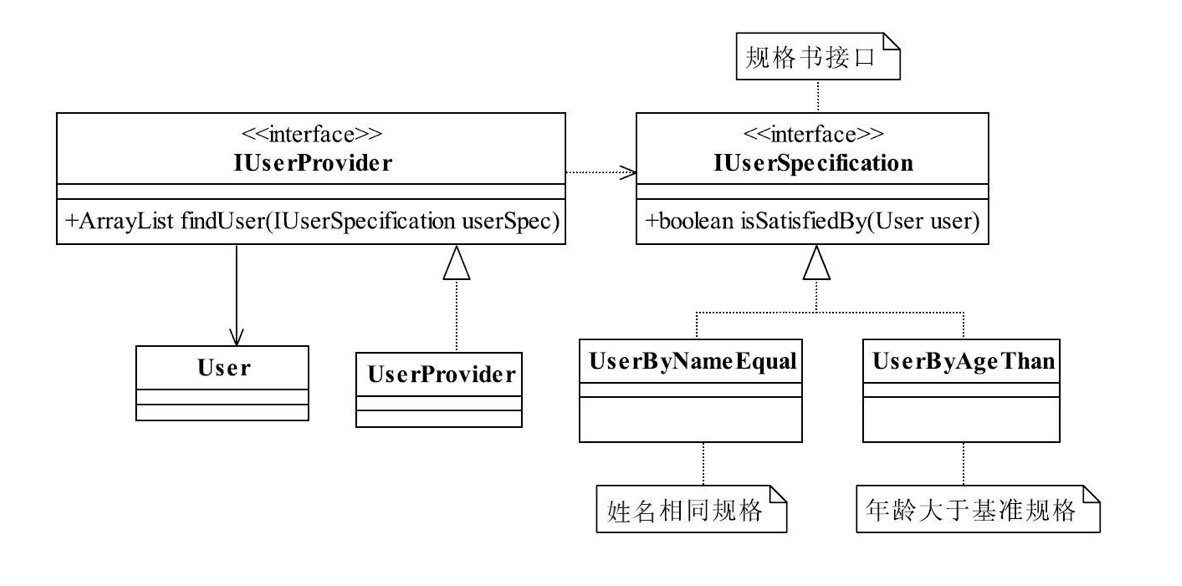 规格书接口
<<interface>>
IUserProvider
+ArrayList findUser(IUserSpecification userSpec)
<<interface>>
IUserSpecification
+boolean isSatisfiedBy(User user)
User
UserProvider
UserByNameEqual
UserByAgeThan
姓名相同规格
年龄大于基准规格